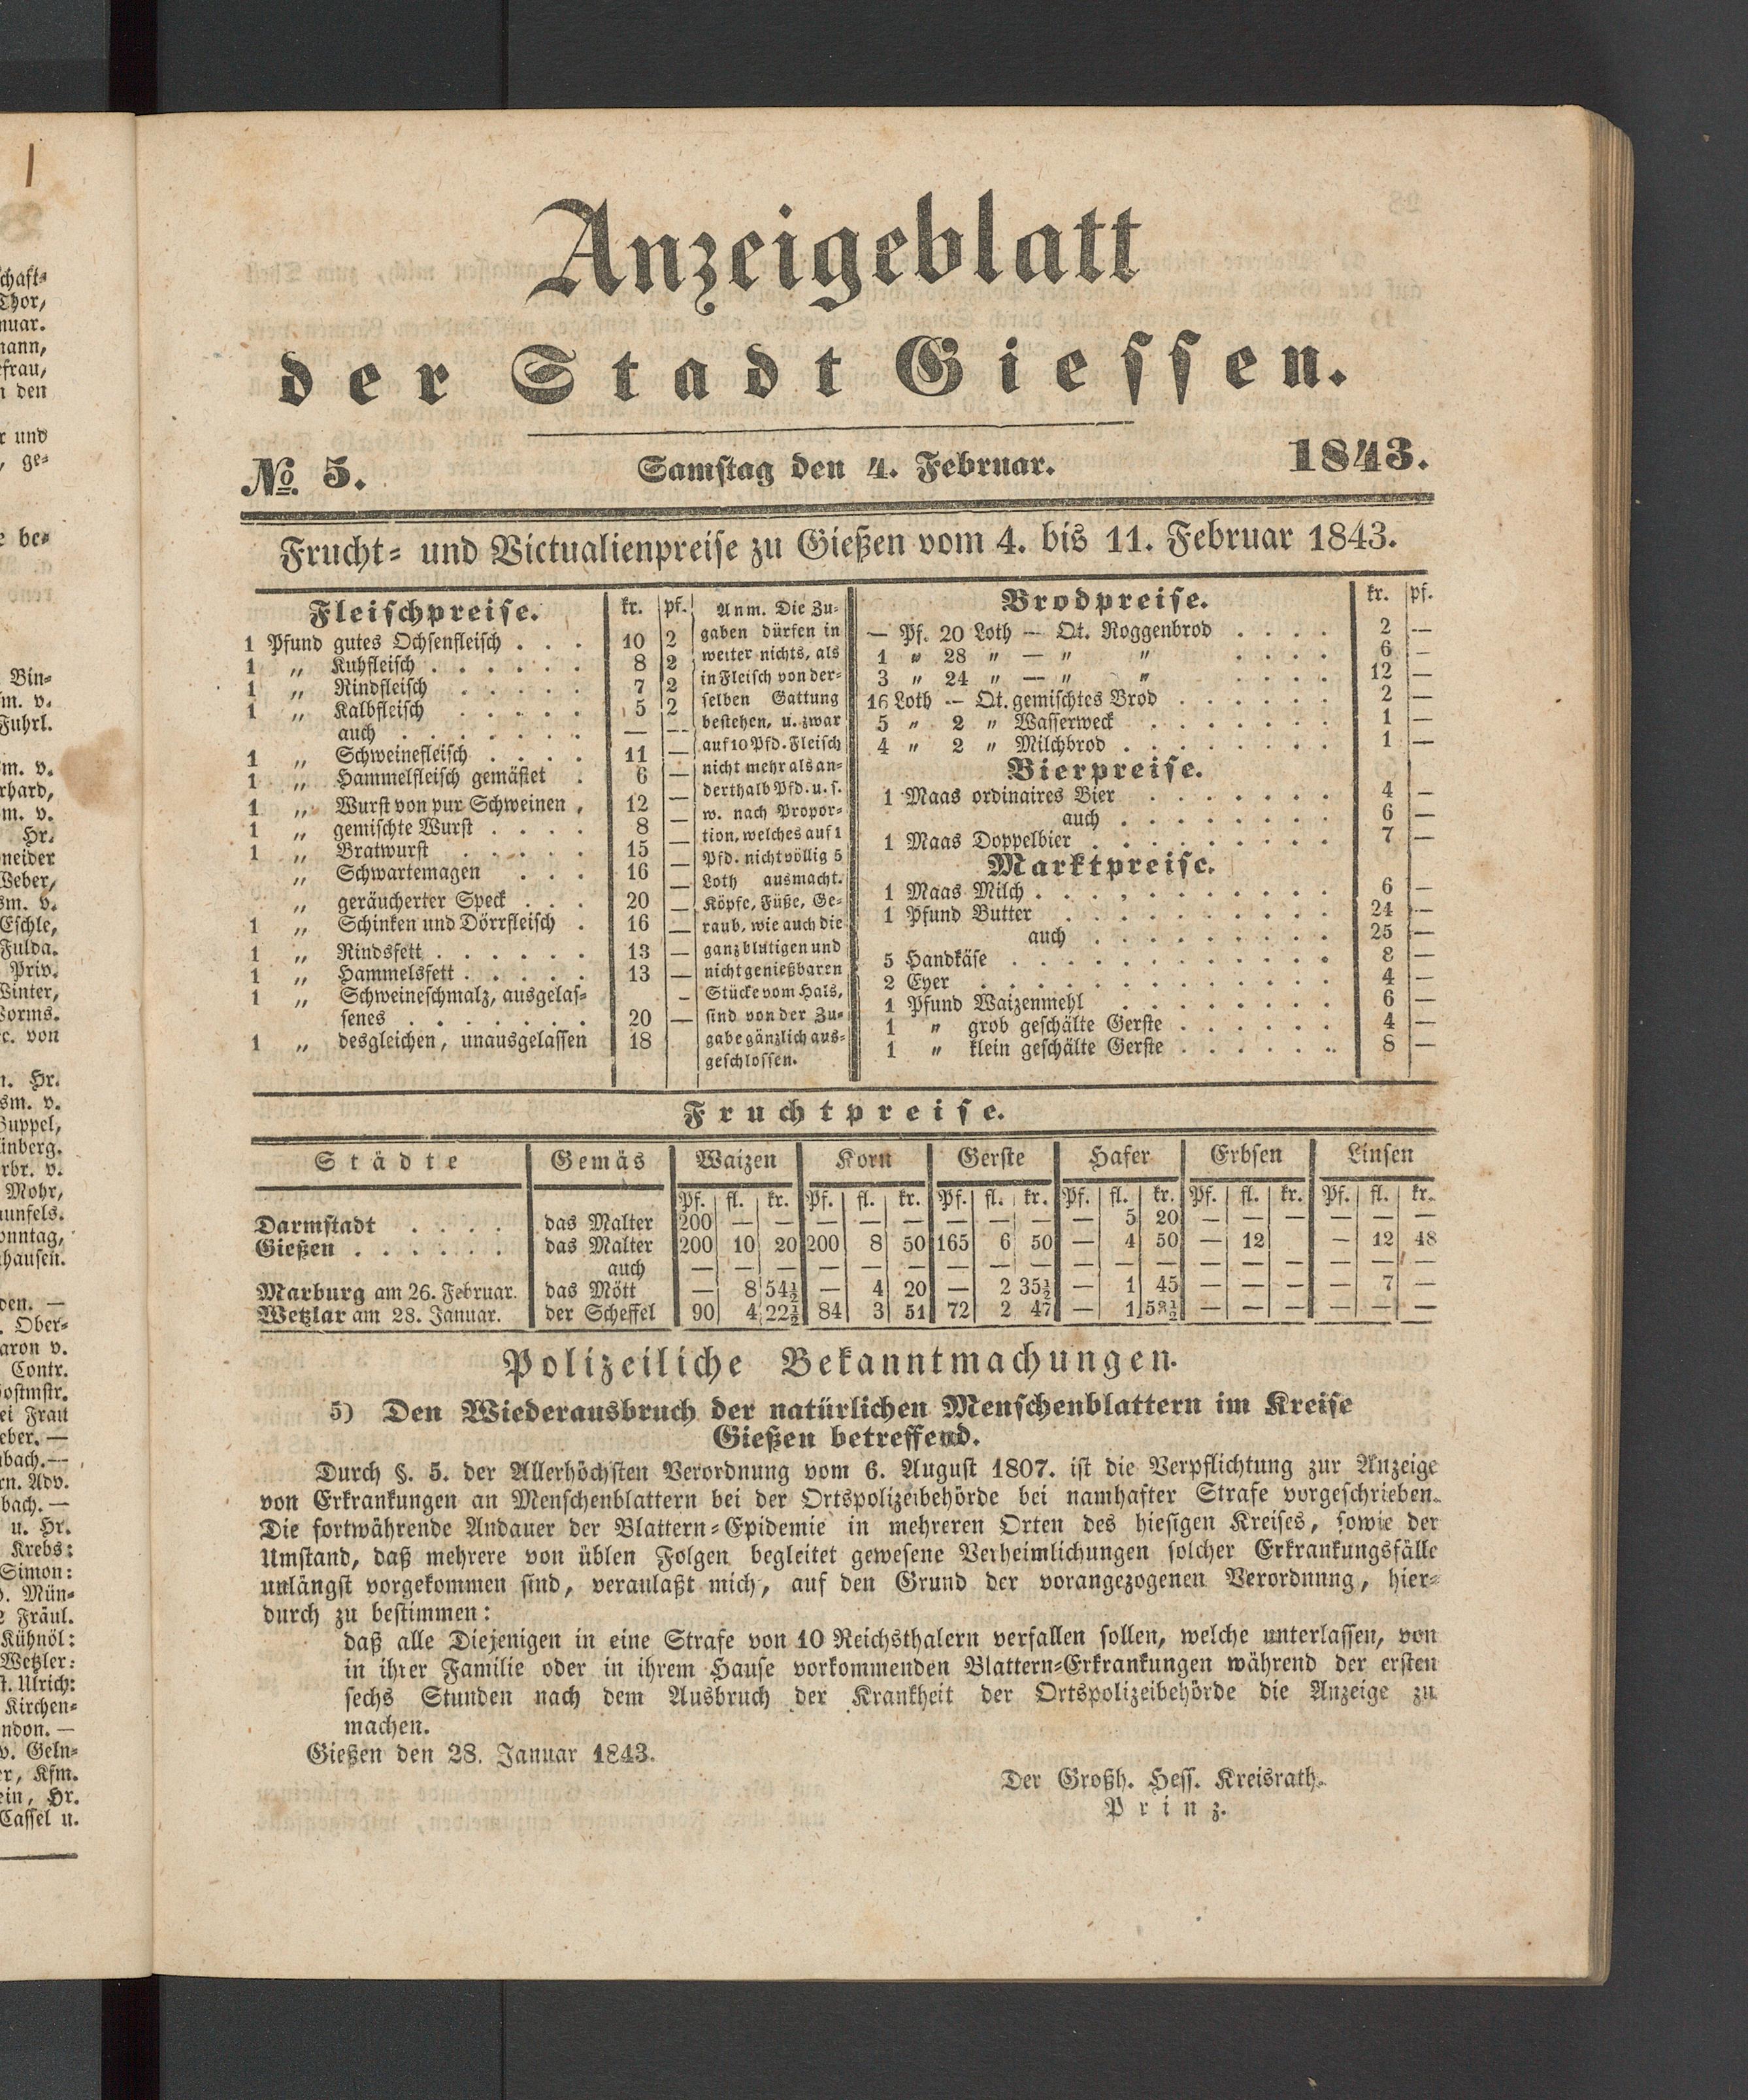 Anzeigeblatt
der Stadt Giessen.
No. 5. Samstag den 4. Februar. 1843.
Frucht- und Victualienpreise zu Gießen vom 4. bis 11. Februar 1843.
Fleischpreise. kr. pf.
1 Pfund gutes Ochsenfleisch . . . 10 2
1 „ Kuhfleisch . . . . . . 8 2
1 „ Rindfleisch . . . . . 7 2
1 „ Kalbfleisch . . . . . 5 2
auch . . . . . . . — —
1 „ Schweinefleisch . . . . 11 —
1 „ Hammelfleisch gemästet . 6 —
1 „ Wurst von pur Schweinen . 12 —
1 „ gemischte Wurst . . . . 8 —
1 „ Bratwurst . . . . . 15 —
„ Schwartemagen . . . 16 —
„ geräucherter Speck . . . 20 —
1 „ Schinken und Dörrfleisch . 16 —
1 „ Rindsfett . . . . . . 13 —
1 „ Hammelsfett . . . . . 13 —
1 „ Schweineschmalz, ausgelas-
senes . . . . . . . 20 —
1 „ desgleichen, unausgelassen 18
Anm. Die Zu-
gaben dürfen in
weiter nichts, als
in Fleisch von der-
selben Gattung
bestehen, u. zwar
auf 10 Pfd. Fleisch
nicht mehr als an-
derthalb Pfd. u. s.
w. nach Propor-
tion, welches auf 1
Pfd. nicht völlig 5
Loth ausmacht.
Köpfe, Füße, Ge-
raub, wie auch die
ganz blutigen und
nicht genießbaren
Stücke vom Hals,
sind von der Zu-
gabe gänzlich aus-
geschlossen.
Brodpreise. kr. pf.
— Pf. 20 Loth — Qt. Roggenbrod . . . . 2 —
1 „ 28 „ — „ „ . . . . 6 —
3 „ 24 „ — „ „ . . . . 12 —
16 Loth — Qt. gemischtes Brod . . . . . . 2 —
5 „ 2 „ Wasserweck . . . . . . . 1 —
4 „ 2 „ Milchbrod . . . . . . . . 1 —
Bierpreise.
1 Maas ordinaires Bier . . . . . . . 4 —
auch . . . . . . . . 6 —
1 Maas Doppelbier . . . . . . . . . 7 —
Marktpreise.
1 Maas Milch . . . . . . . . . . . 6 —
1 Pfund Butter . . . . . . . . . . 24 —
auch . . . . . . . . . 25 —
5 Handkäse . . . . . . . . . . . . 8 —
2 Eyer . . . . . . . . . . . . . 4 —
1 Pfund Waizenmehl . . . . . . . . 6 —
1 „ grob geschälte Gerste . . . . . . 4 —
1 „ klein geschälte Gerste . . . . . . 8 —
Fruchtpreise.
Städte Gemäs Waizen Korn Gerste Hafer Erbsen Linsen
Pf. fl. kr. Pf. fl. kr. Pf. fl. kr. Pf. fl. kr. Pf. fl. kr. Pf. fl. kr.
Darmstadt . . . . das Malter 200 — — — — — — — — — 5 20 — — — — — —
Gießen . . . . . . das Malter 200 10 20 200 8 50 165 6 50 — 4 50 — 12 — 12 48
auch — — — — — — — — — — — — — — — — — —
Marburg am 26. Februar. das Mött — 8 54½ — 4 20 — 2 35½ — 1 45 — — — — 7 —
Wetzlar am 28. Januar. der Scheffel 90 4 22½ 84 3 51 72 2 47 — 1 53½ — — — — — —
Polizeiliche Bekanntmachungen.
5) Den Wiederausbruch der natürlichen Menschenblattern im Kreise
Gießen betreffend.
Durch §. 5. der Allerhöchsten Verordnung vom 6. August 1807. ist die Verpflichtung zur Anzeige
von Erkrankungen an Menschenblattern bei der Ortspolizeibehörde bei namhafter Strafe vorgeschrieben.
Die fortwährende Andauer der Blattern-Epidemie in mehreren Orten des hiesigen Kreises, sowie der
Umstand, daß mehrere von üblen Folgen begleitet gewesene Verheimlichungen solcher Erkrankungsfälle
unlängst vorgekommen sind, veranlaßt mich, auf den Grund der vorangezogenen Verordnung, hier-
durch zu bestimmen:
daß alle Diejenigen in eine Strafe von 10 Reichsthalern verfallen sollen, welche unterlassen, von
in ihrer Familie oder in ihrem Hause vorkommenden Blattern-Erkrankungen während der ersten
sechs Stunden nach dem Ausbruch der Krankheit der Ortspolizeibehörde die Anzeige zu
machen.
Gießen den 28. Januar 1843.
Der Großh. Hess. Kreisrath.
Prinz.